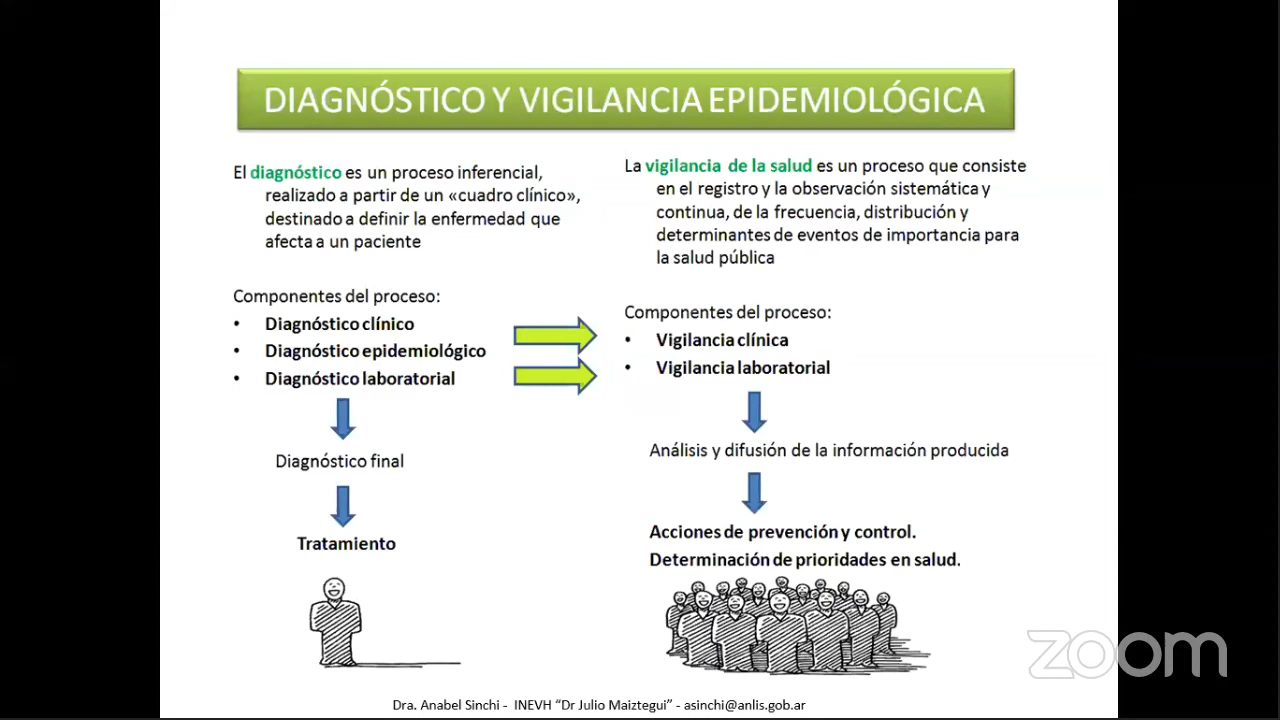 DIAGNÓSTICO Y VIGILANCIA EPIDEMIOLÓGICA
El diagnóstico es un proceso inferencial,
realizado a partir de un «cuadro clínico»,
destinado a definir la enfermedad que
afecta a un paciente
Componentes del proceso:
• Diagnóstico clínico
• Diagnóstico epidemiológico
• Diagnóstico laboratorial
Diagnóstico final
Tratamiento
La vigilancia de la salud es un proceso que consiste
en el registro y la observación sistemática y
continua, de la frecuencia, distribución y
determinantes de eventos de importancia para
la salud pública
Componentes del proceso:
• Vigilancia clínica
• Vigilancia laboratorial
Análisis y difusión de la información producida
Acciones de prevención y control.
Determinación de prioridades en salud.
zoom
Dra. Anabel Sinchi - INEVH “Dr Julio Maiztegui” - asinchi@anlis.gob.ar